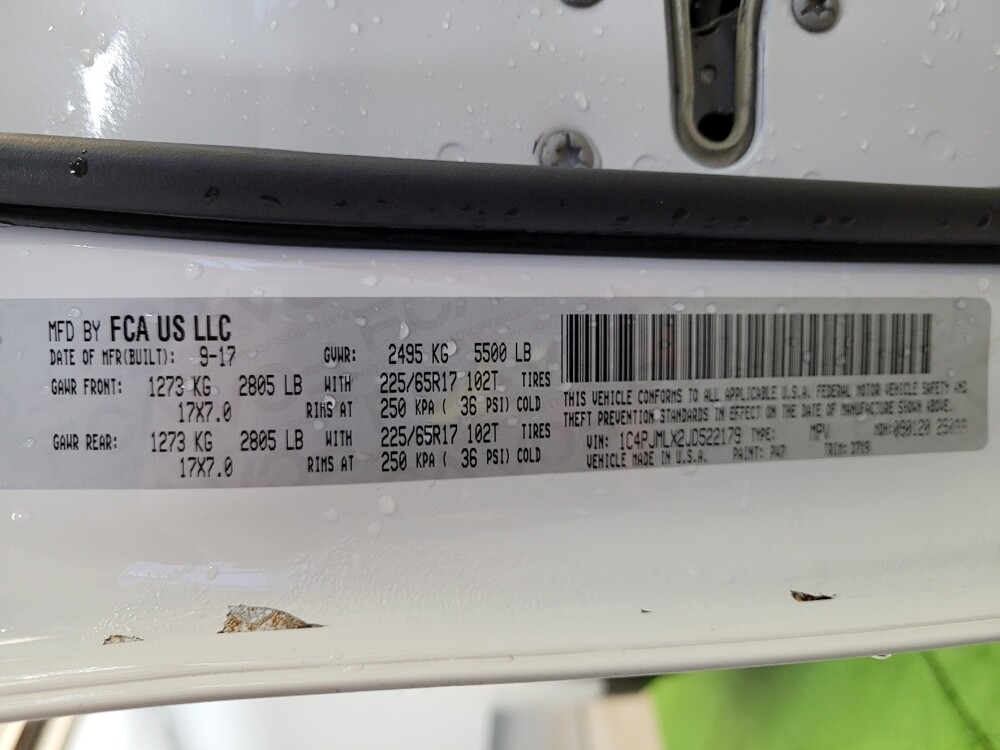 MFD BY FCA US LLC
DATE OF MFR(BUILT): 9-17 GVWR: 2495 KG 5500 LB
GAWR FRONT: 1273 KG 2805 LB WITH 225/65R17 102T TIRES
17X7.0 RIMS AT 250 KPA ( 36 PSI) COLD
GAWR REAR: 1273 KG 2805 LB WITH 225/65R17 102T TIRES
17X7.0 RIMS AT 250 KPA ( 36 PSI) COLD
THIS VEHICLE CONFORMS TO ALL APPLICABLE U.S.A. FEDERAL MOTOR VEHICLE SAFETY AND
THEFT PREVENTION STANDARDS IN EFFECT ON THE DATE OF MANUFACTURE SHOWN ABOVE.
VIN: 1C4PJMLX2JD522179 TYPE: MPV MDH: 090120
VEHICLE MADE IN U.S.A. PAINT: PW7 TRIM: